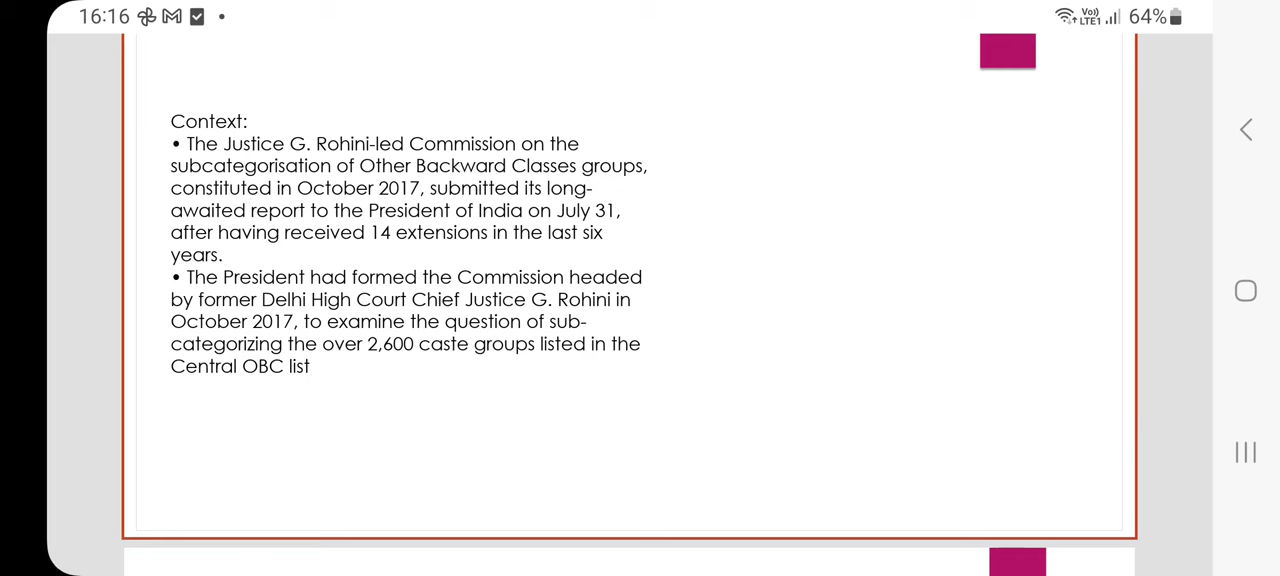 16:16
Vo))
LTE1
64%
Context:
• The Justice G. Rohini-led Commission on the
subcategorisation of Other Backward Classes groups,
constituted in October 2017, submitted its long-
awaited report to the President of India on July 31,
after having received 14 extensions in the last six
years.
• The President had formed the Commission headed
by former Delhi High Court Chief Justice G. Rohini in
October 2017, to examine the question of sub-
categorizing the over 2,600 caste groups listed in the
Central OBC list